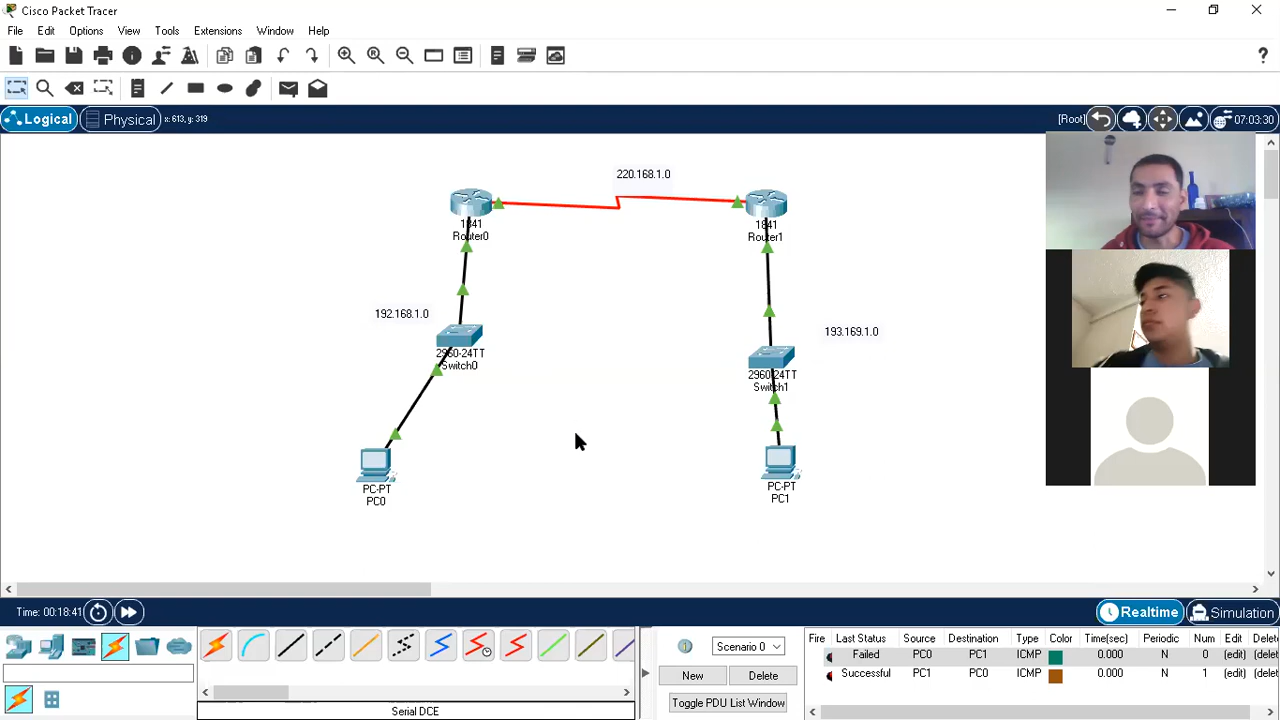 Cisco Packet Tracer
File Edit Options View Tools Extensions Window Help
Logical Physical x: 613, y: 319 [Root] 07:03:30
220.168.1.0
1841
Router0
1841
Router1
192.168.1.0
193.169.1.0
2960-24TT
Switch0
2960-24TT
Switch1
PC-PT
PC0
PC-PT
PC1
Time: 00:18:41 Realtime Simulation
Scenario 0
New Delete
Toggle PDU List Window
Serial DCE
Fire Last Status Source Destination Type Color Time(sec) Periodic Num Edit Delete
Failed PC0 PC1 ICMP 0.000 N 0 (edit) (delet
Successful PC1 PC0 ICMP 0.000 N 1 (edit) (delet